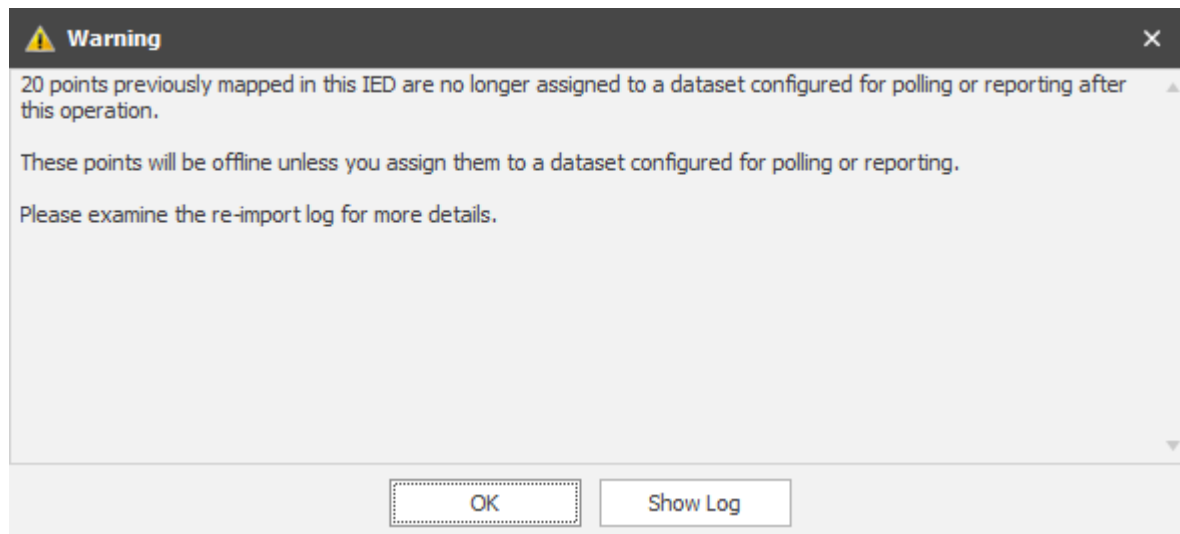 Warning
20 points previously mapped in this IED are no longer assigned to a dataset configured for polling or reporting after
this operation.
These points will be offline unless you assign them to a dataset configured for polling or reporting.
Please examine the re-import log for more details.
OK
Show Log